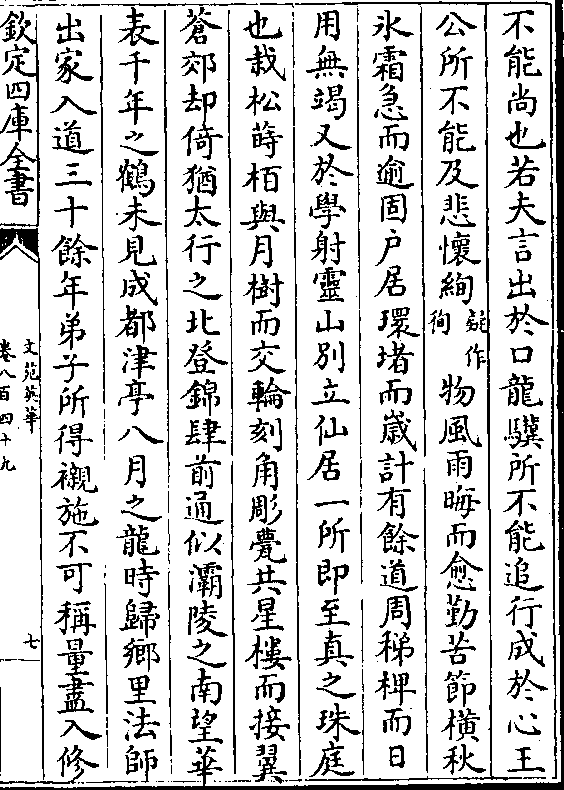 不能尚也若夫言出於口龍驥所不能追行成於心王
公所不能及悲懷絢疑作徇物風雨晦而愈勤苦節橫秋
氷霜急而逾固户居環堵而歲計有餘道周稊稗而日
用無竭又於學射靈山別立仙居一所即至真之珠庭
也栽松蒔栢與月樹而交輪刻角彫甍共星樓而接翼
蒼郊却倚猶太行之北登錦肆前通似灞陵之南望華
表千年之鶴未見成都津亭八月之龍時歸鄉里法師
出家入道三十餘年弟子所得襯施不可稱量盡入修
欽定四庫全書
文苑英華
卷八百四十九
七